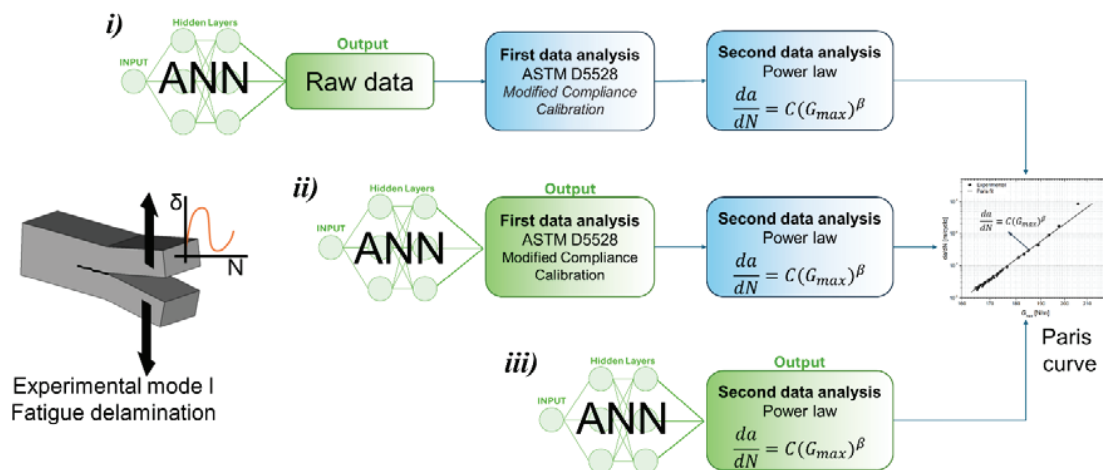 i)
Hidden Layers
INPUT
ANN
Output
Raw data
First data analysis
ASTM D5528
Modified Compliance
Calibration
Second data analysis
Power law
da/dN = C(G_max)^β
ii)
Hidden Layers
INPUT
ANN
Output
First data analysis
ASTM D5528
Modified Compliance
Calibration
Second data analysis
Power law
da/dN = C(G_max)^β
δ
N
Experimental mode I
Fatigue delamination
iii)
Hidden Layers
INPUT
ANN
Output
Second data analysis
Power law
da/dN = C(G_max)^β
Experimental
da/dN = C(G_max)^β
Paris
curve